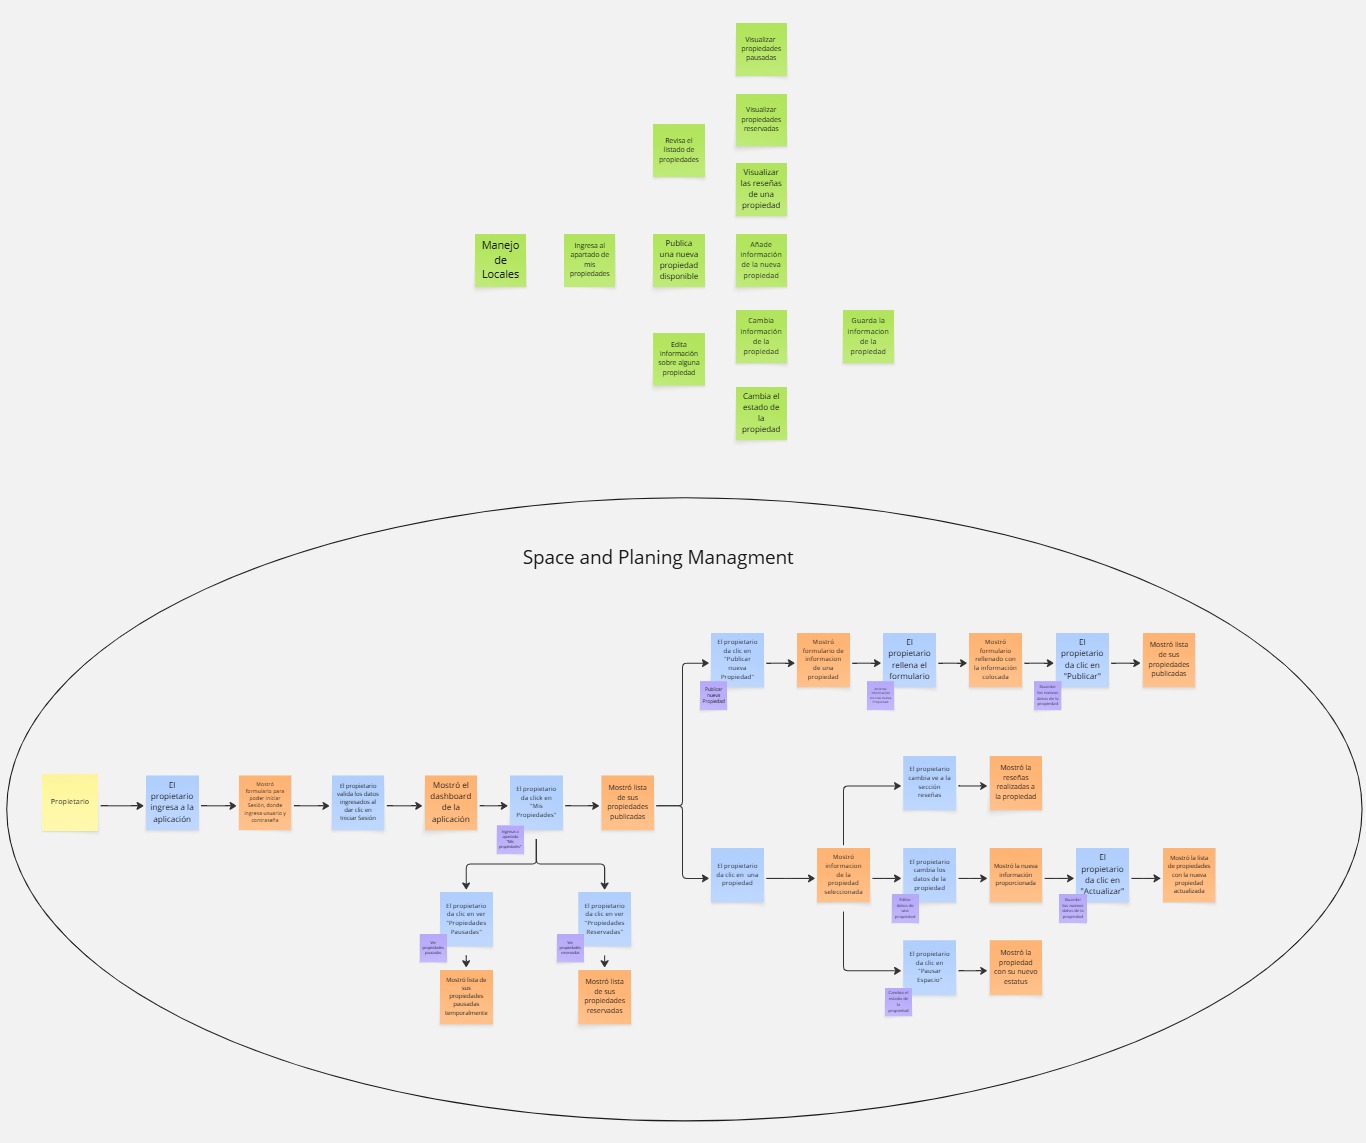 Visualizar
propiedades
pausadas
Visualizar
propiedades
reservadas
Revisa el
listado de
propiedades
Visualizar
las reseñas
de una
propiedad
Manejo
de
Locales
Ingresa al
apartado de
mis
propiedades
Publica
una nueva
propiedad
disponible
Añade
información
de la nueva
propiedad
Cambia
información
de la
propiedad
Guarda la
informacion
de la
propiedad
Edita
información
sobre alguna
propiedad
Cambia el
estado de
la
propiedad
Space and Planing Managment
El propietario
da clic en
"Publicar
nueva
Propiedad"
Publicar
nueva
Propiedad
Mostró
formulario de
informacion
de una
propiedad
El
propietario
rellena el
formulario
Mostró
formulario
rellenado con
la información
colocada
El
propietario
da clic en
"Publicar"
Guardar
los nuevos
datos de la
propiedad
Mostró lista
de sus
propiedades
publicadas
Propietario
El
propietario
ingresa a la
aplicación
Mostró
formulario para
poder iniciar
Sesión, donde
ingresa usuario y
contraseña
El propietario
valida los datos
ingresados al
dar clic en
Iniciar Sesión
Mostró el
dashboard
de la
aplicación
El propietario
da click en
"Mis
Propiedades"
Ingresa a
apartado
"Mis
propiedades"
Mostró lista
de sus
propiedades
publicadas
El propietario
cambia ve a la
sección
reseñas
Mostró la
reseñas
realizadas a
la propiedad
El propietario
da clic en una
propiedad
Mostró
informacion
de la
propiedad
seleccionada
El propietario
cambia los
datos de la
propiedad
Editar
datos de
una
propiedad
Mostró la nueva
información
proporcionada
El
propietario
da clic en
"Actualizar"
Guardar
los nuevos
datos de la
propiedad
Mostró la lista
de propiedades
con la nueva
propiedad
actualizada
El propietario
da clic en ver
"Propiedades
Pausadas"
Ver
propiedades
pausadas
El propietario
da clic en ver
"Propiedades
Reservadas"
Ver
propiedades
reservadas
El propietario
da clic en
"Pausar
Espacio"
Cambia el
estado de
la
propiedad
Mostró la
propiedad
con su nuevo
estatus
Mostró lista de
sus
propiedades
pausadas
temporalmente
Mostró lista
de sus
propiedades
reservadas